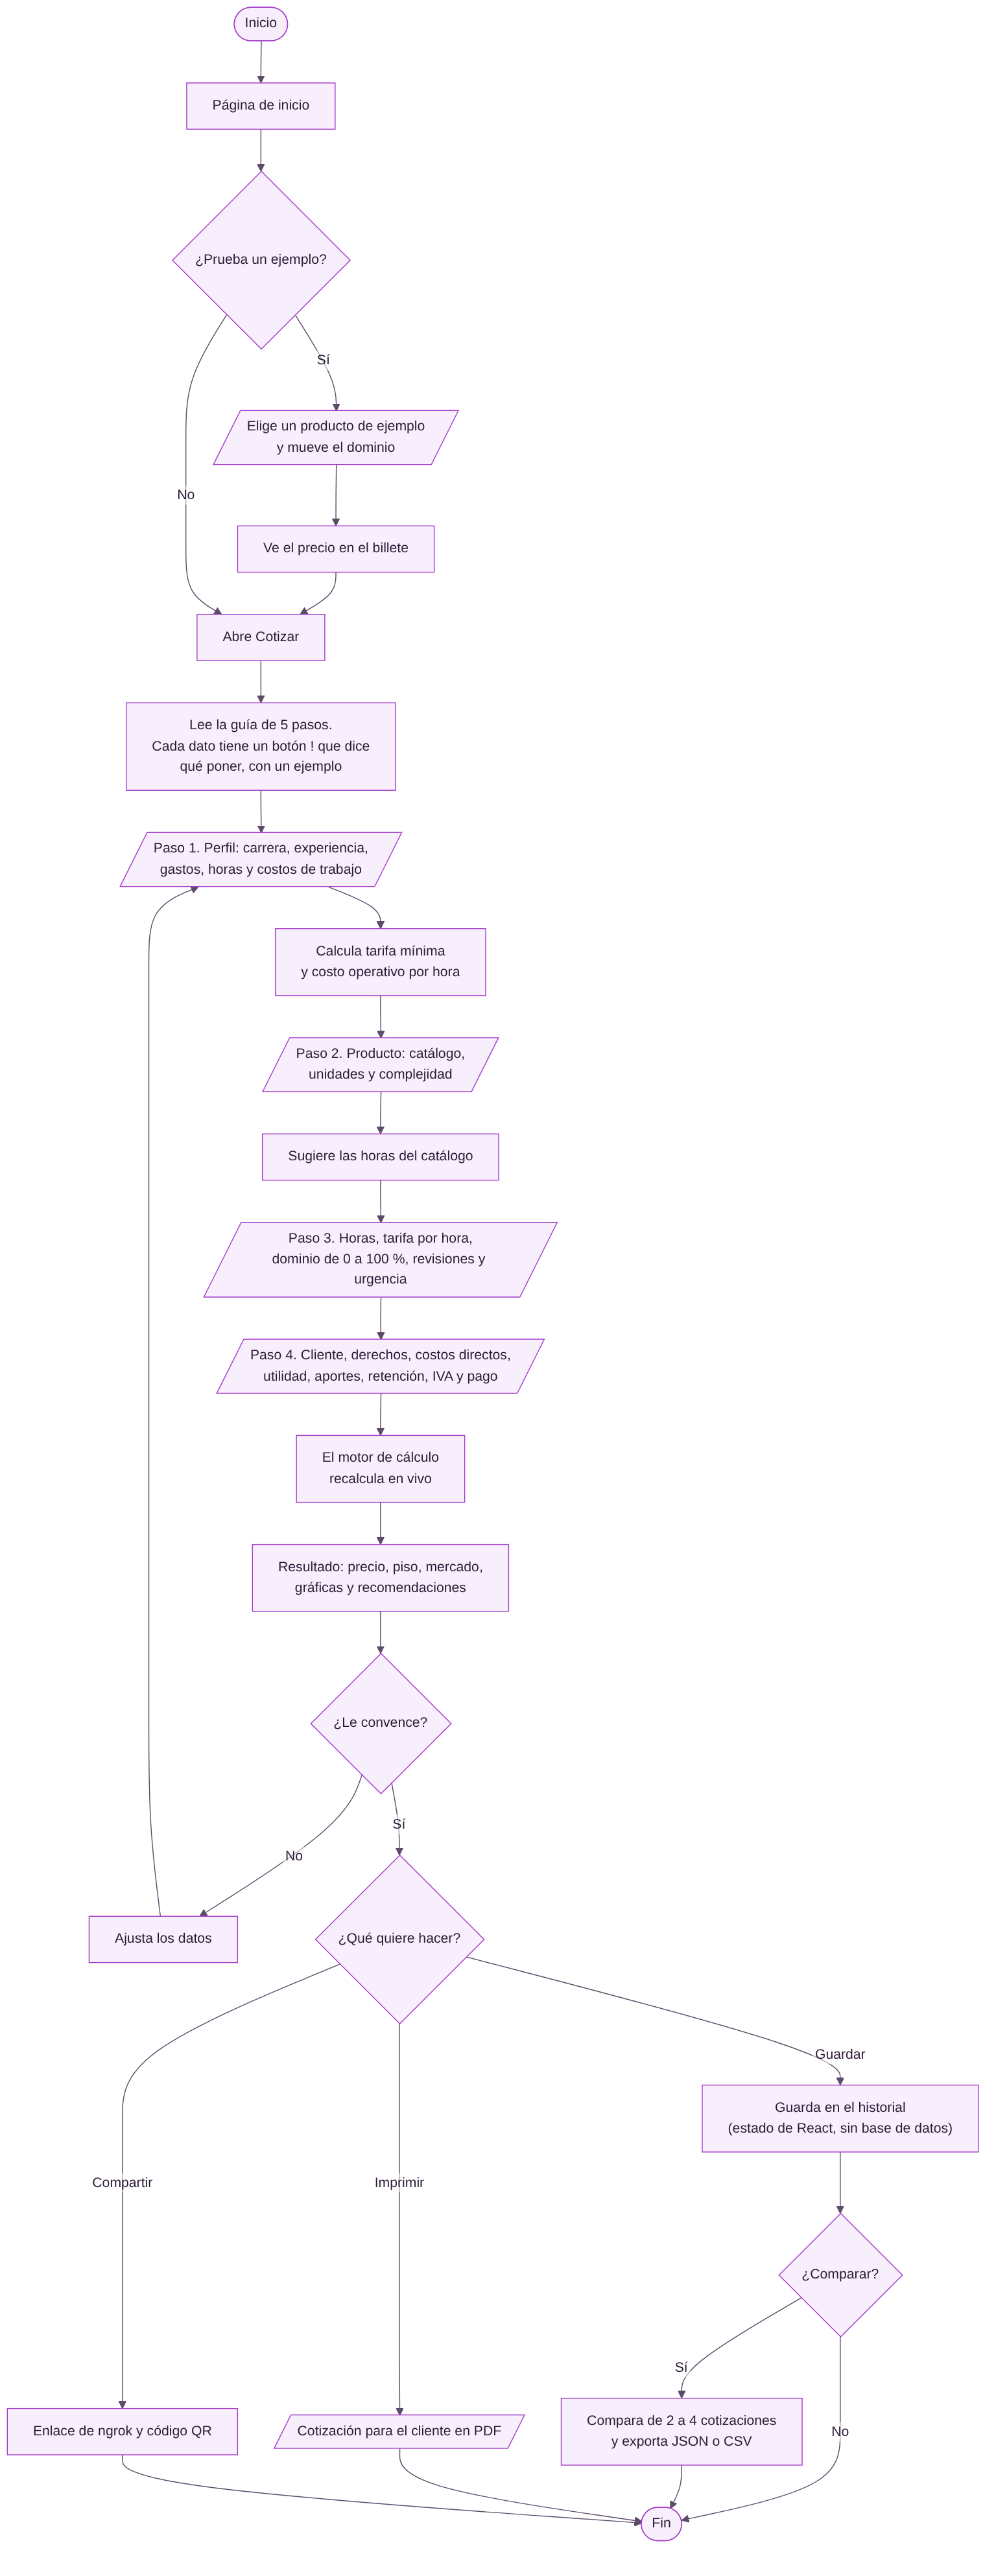 Inicio
Página de inicio
¿Prueba un ejemplo?
Sí
Elige un producto de ejemplo
y mueve el dominio
No
Ve el precio en el billete
Abre Cotizar
Lee la guía de 5 pasos.
Cada dato tiene un botón ! que dice
qué poner, con un ejemplo
Paso 1. Perfil: carrera, experiencia,
gastos, horas y costos de trabajo
Calcula tarifa mínima
y costo operativo por hora
Paso 2. Producto: catálogo,
unidades y complejidad
Sugiere las horas del catálogo
Paso 3. Horas, tarifa por hora,
dominio de 0 a 100 %, revisiones y
urgencia
Paso 4. Cliente, derechos, costos directos,
utilidad, aportes, retención, IVA y pago
El motor de cálculo
recalcula en vivo
Resultado: precio, piso, mercado,
gráficas y recomendaciones
¿Le convence?
Sí
No
Ajusta los datos
¿Qué quiere hacer?
Guardar
Guarda en el historial
(estado de React, sin base de datos)
Compartir
Imprimir
¿Comparar?
Sí
Enlace de ngrok y código QR
Cotización para el cliente en PDF
Compara de 2 a 4 cotizaciones
y exporta JSON o CSV
No
Fin